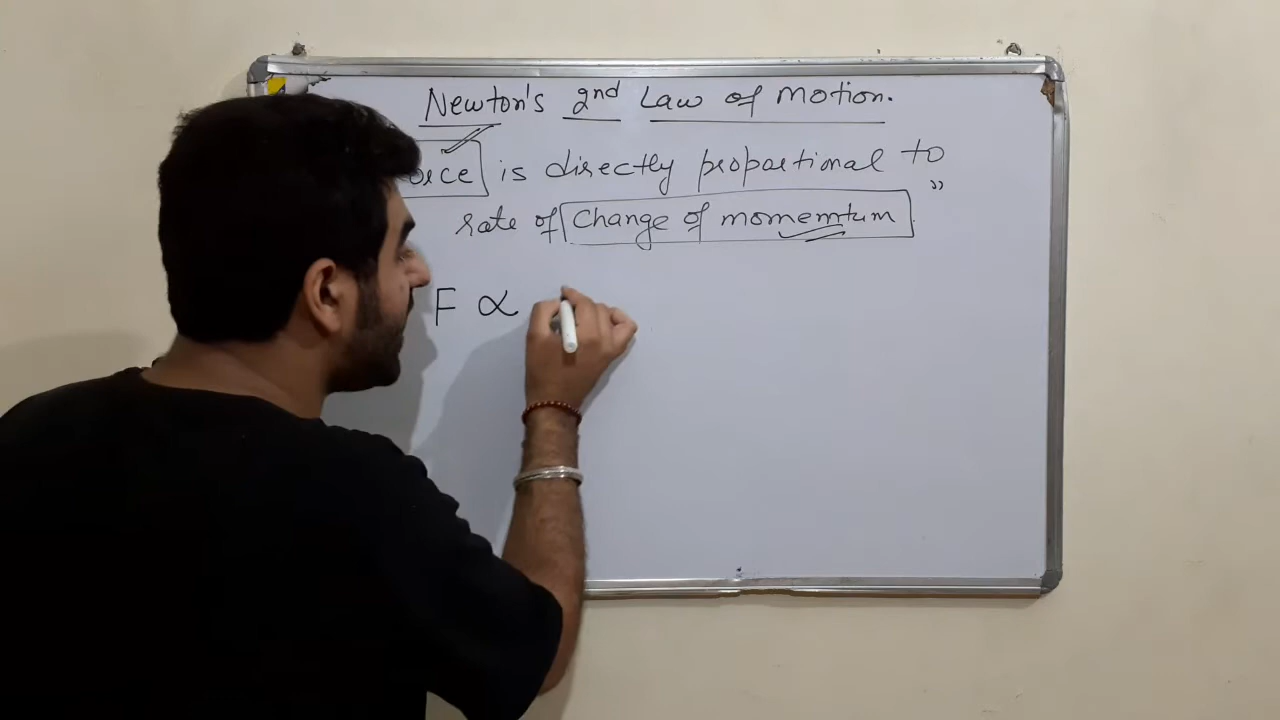 Newton's 2nd Law of motion.
orce is directly proportional to
rate of Change of momemtum ”
F ∝